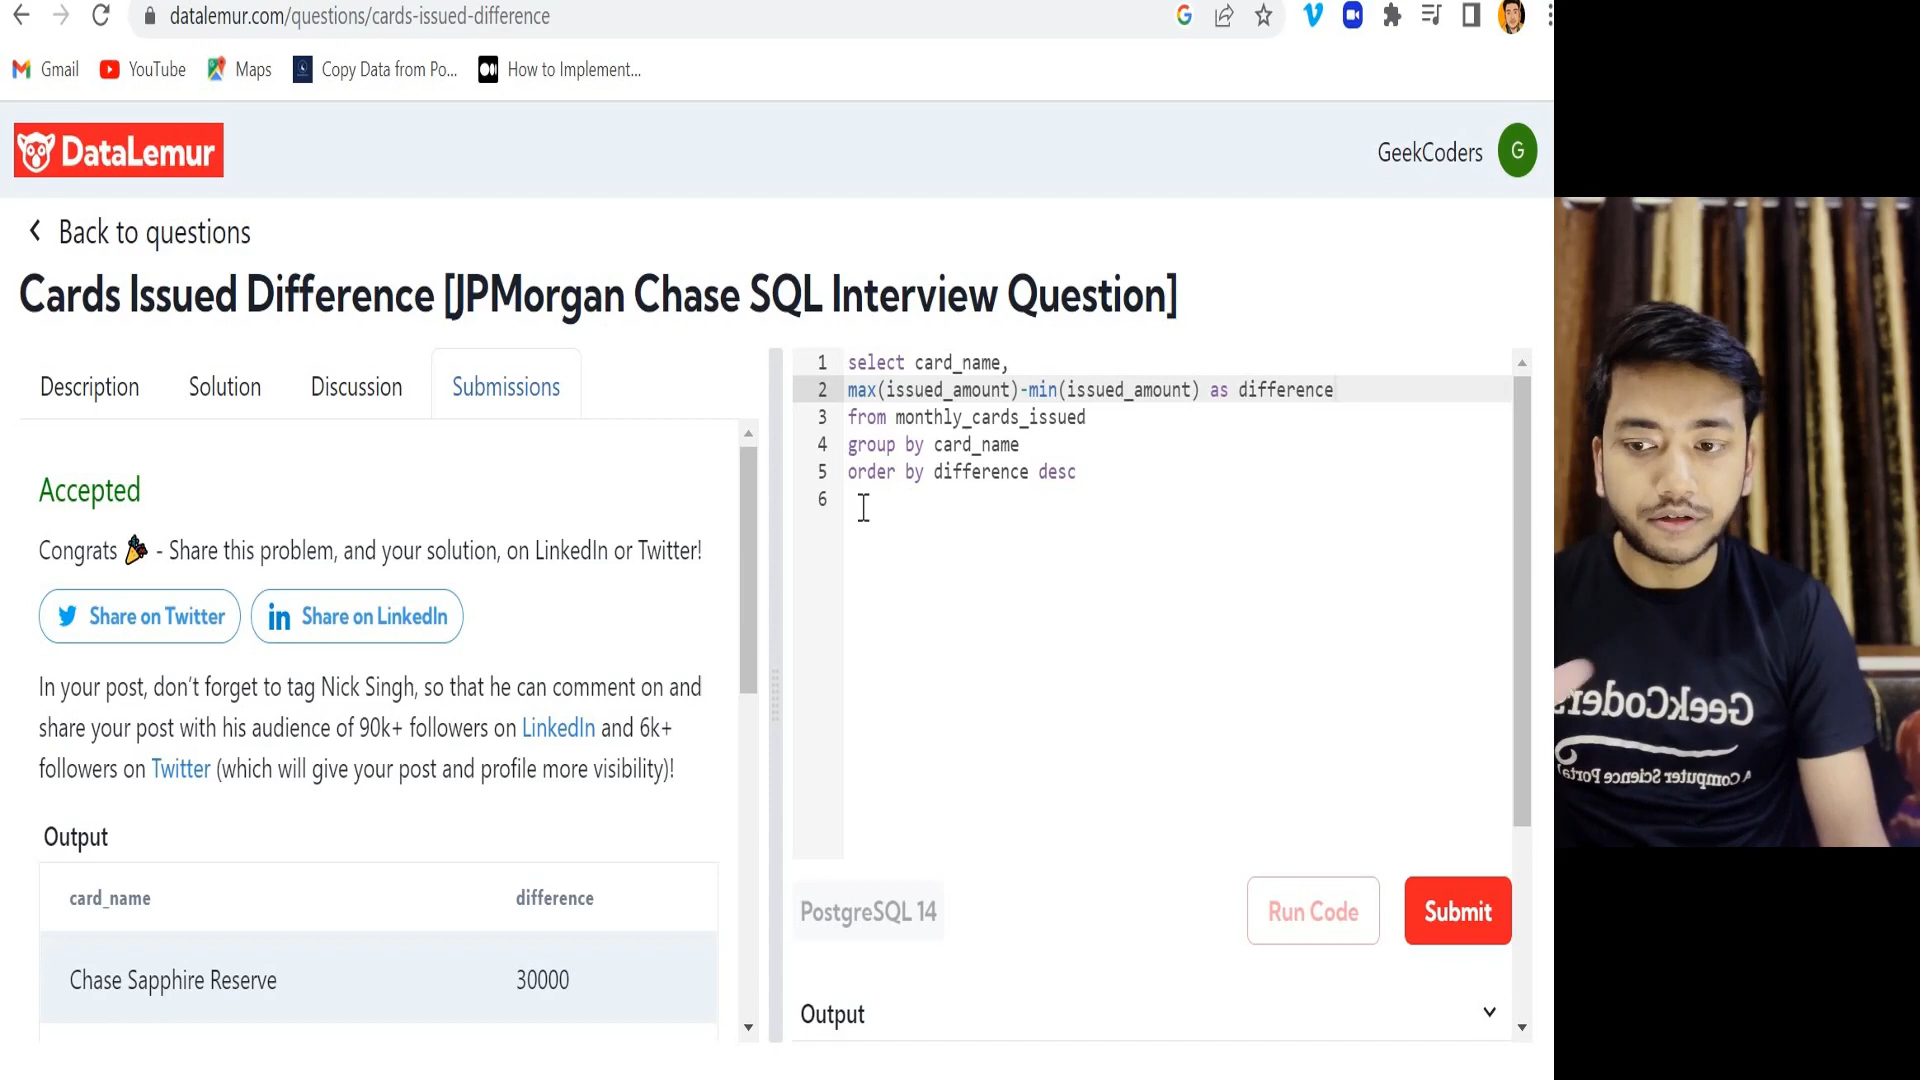 datalemur.com/questions/cards-issued-difference
Gmail
YouTube
Maps
Copy Data from Po...
How to Implement...
DataLemur
GeekCoders
G
Back to questions
Cards Issued Difference [JPMorgan Chase SQL Interview Question]
Description
Solution
Discussion
Submissions
Accepted
Congrats 🎉 - Share this problem, and your solution, on LinkedIn or Twitter!
Share on Twitter
Share on LinkedIn
In your post, don't forget to tag Nick Singh, so that he can comment on and
share your post with his audience of 90k+ followers on LinkedIn and 6k+
followers on Twitter (which will give your post and profile more visibility)!
Output
card_name difference
Chase Sapphire Reserve 30000
1 select card_name,
2 max(issued_amount)-min(issued_amount) as difference
3 from monthly_cards_issued
4 group by card_name
5 order by difference desc
6
PostgreSQL 14
Run Code
Submit
Output
GeekCoders
A Computer Science Portal